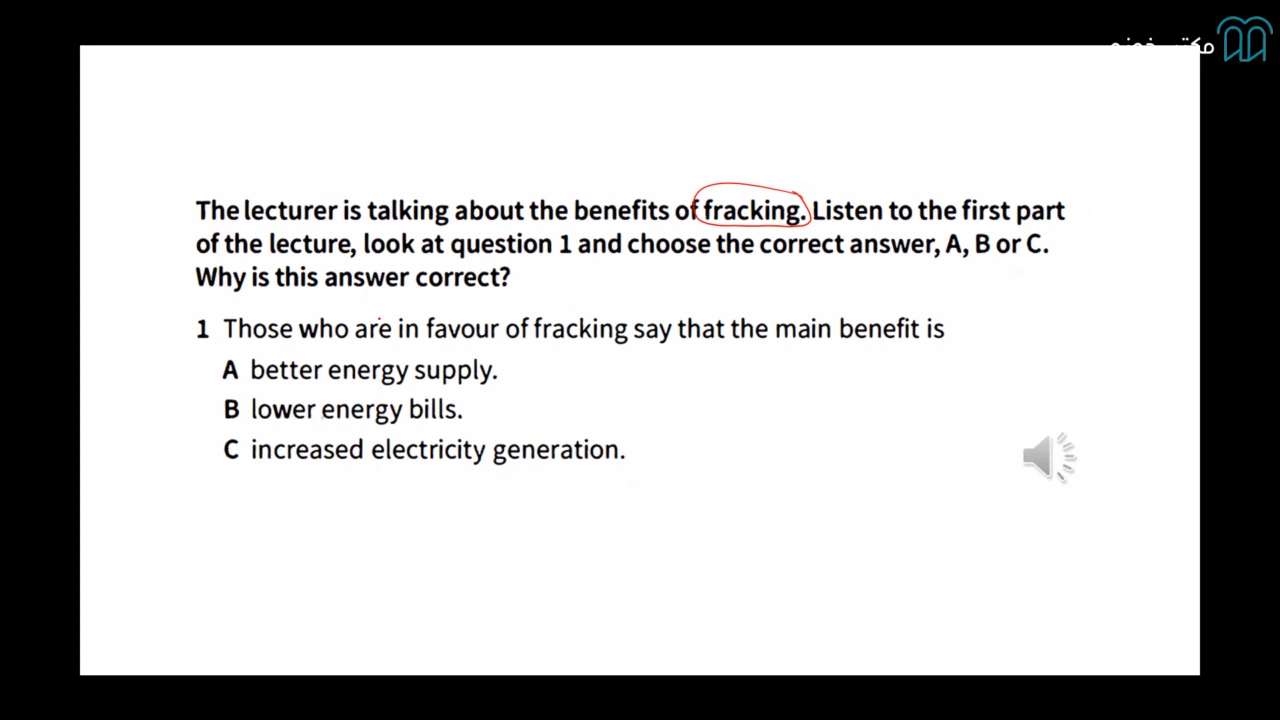 The lecturer is talking about the benefits of fracking. Listen to the first part
of the lecture, look at question 1 and choose the correct answer, A, B or C.
Why is this answer correct?
1 Those who are in favour of fracking say that the main benefit is
A better energy supply.
B lower energy bills.
C increased electricity generation.